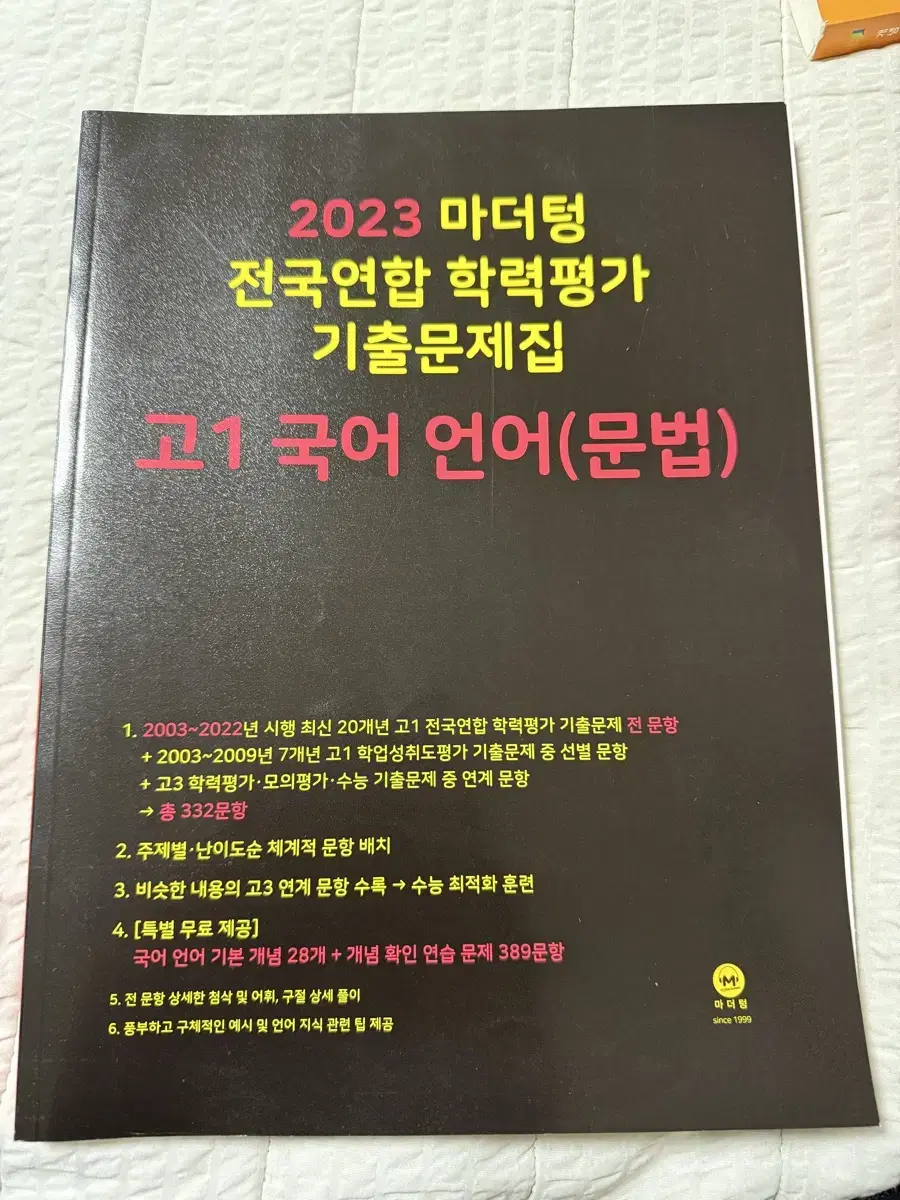 2023 마더텅
전국연합 학력평가
기출문제집
고1 국어 언어(문법)
1. 2003~2022년 시행 최신 20개년 고1 전국연합 학력평가 기출문제 전 문항
+ 2003~2009년 7개년 고1 학업성취도평가 기출문제 중 선별 문항
+ 고3 학력평가·모의평가·수능 기출문제 중 연계 문항
→ 총 332문항
2. 주제별·난이도순 체계적 문항 배치
3. 비슷한 내용의 고3 연계 문항 수록 → 수능 최적화 훈련
4. [특별 무료 제공]
국어 언어 기본 개념 28개 + 개념 확인 연습 문제 389문항
5. 전 문항 상세한 첨삭 및 어휘, 구절 상세 풀이
6. 풍부하고 구체적인 예시 및 언어 지식 관련 팁 제공
M
마더텅
since 1999